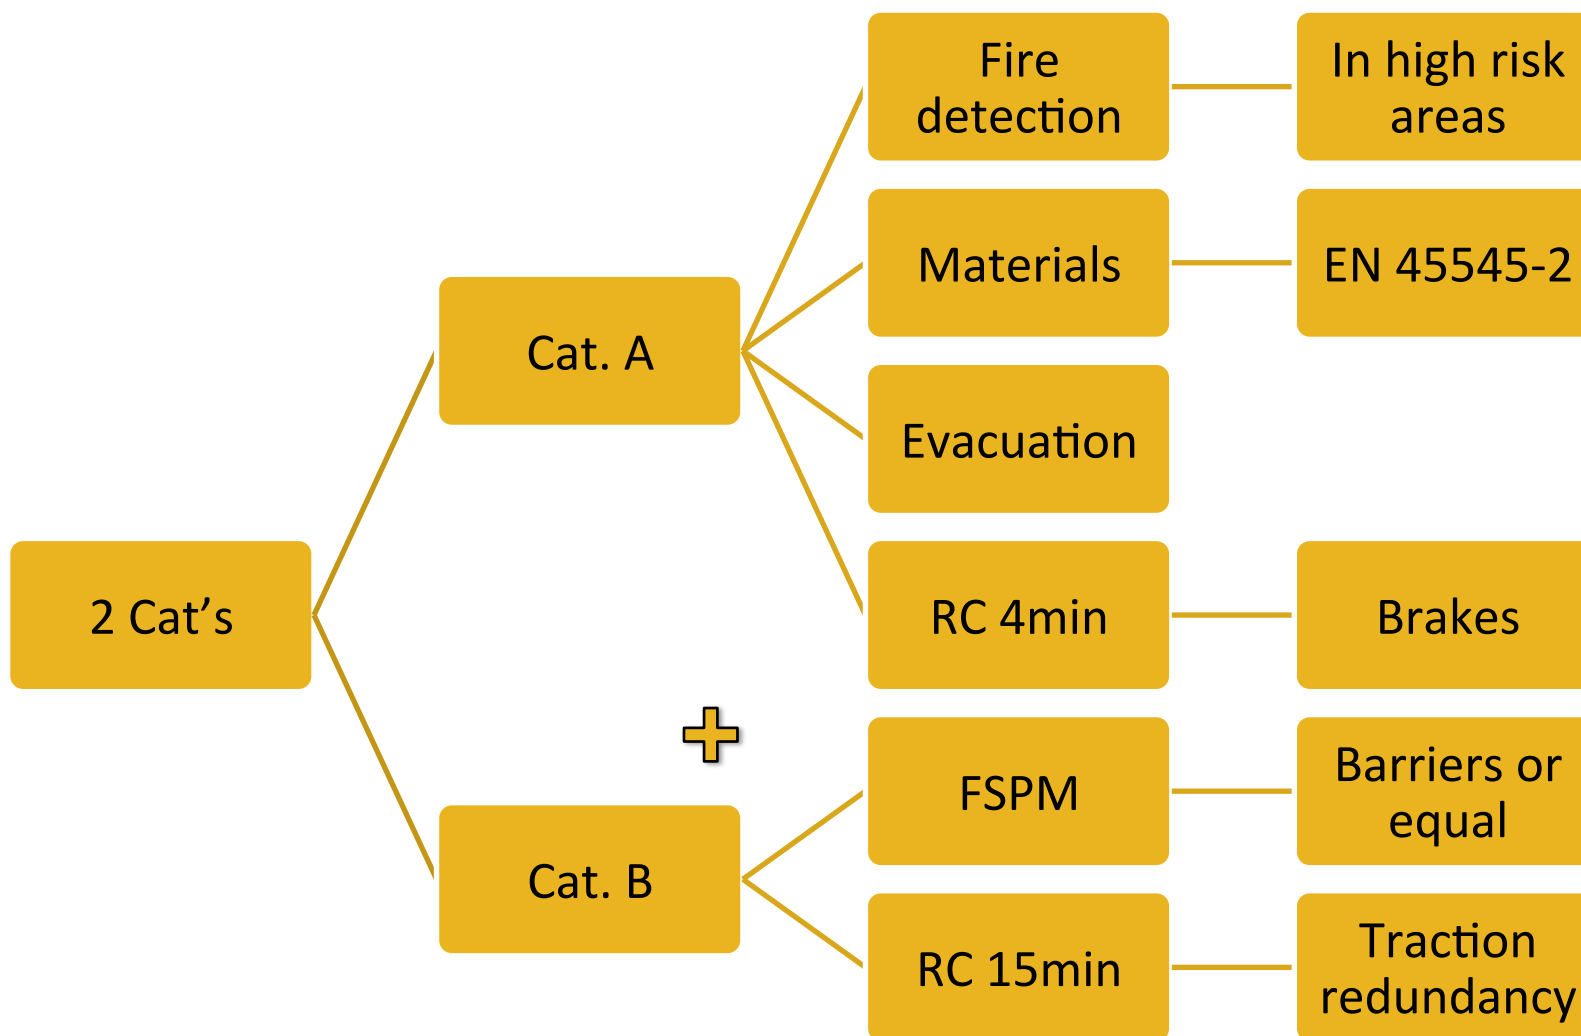 Fire
detection
In high risk
areas
Materials
EN 45545-2
Cat. A
Evacuation
2 Cat’s
RC 4min
Brakes
FSPM
Barriers or
equal
Cat. B
RC 15min
Traction
redundancy